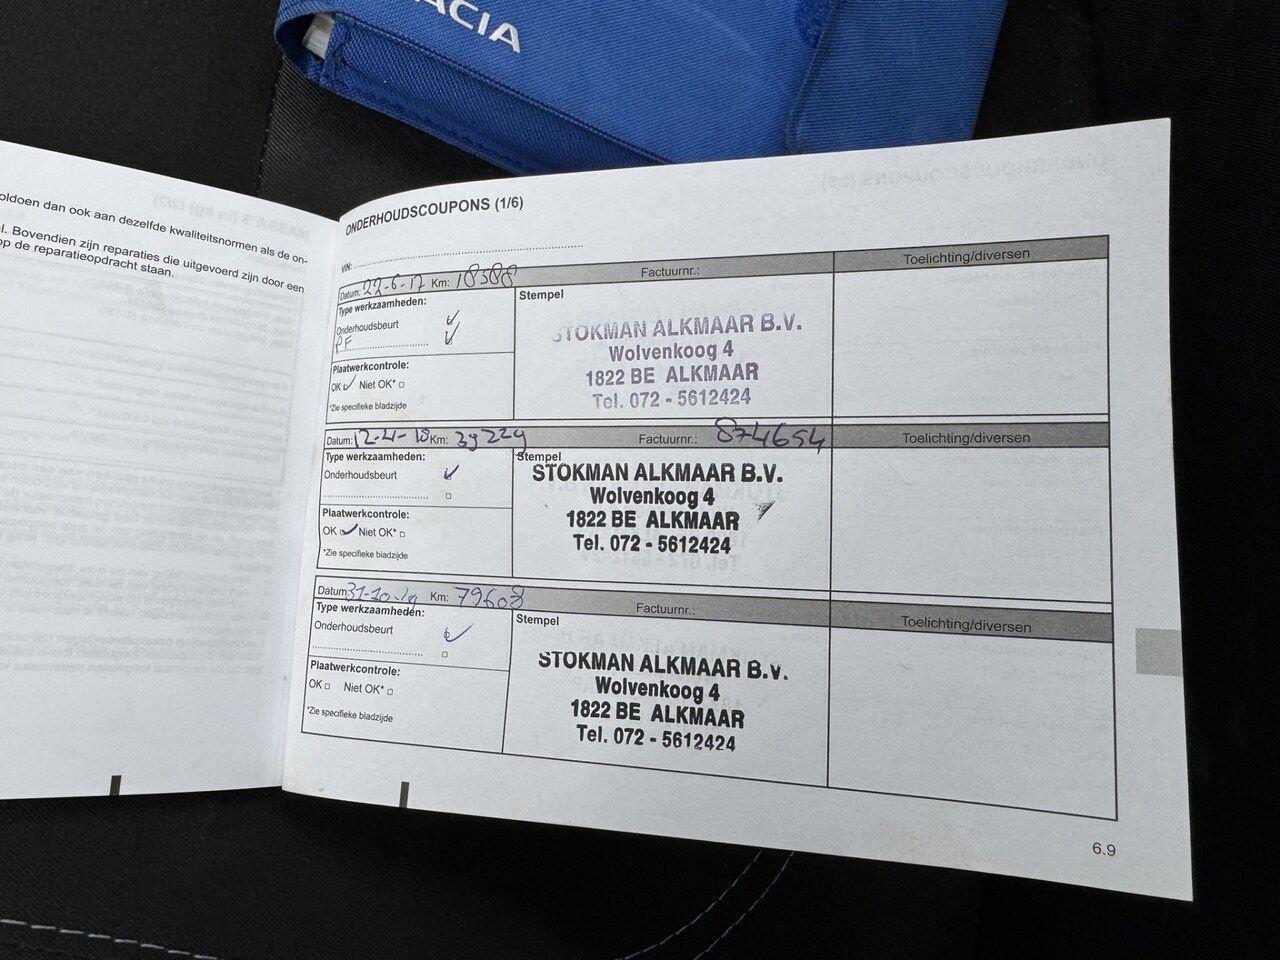 ACIA
oldoen dan ook aan dezelfde kwaliteitsnormen als de on-
l. Bovendien zijn reparaties die uitgevoerd zijn door een
op de reparatieopdracht staan.
ONDERHOUDSCOUPONS (1/6)
VIN:
Datum: 22-6-17 Km: 18388 Factuurnr.: Toelichting/diversen
Type werkzaamheden:
Onderhoudsbeurt
PF
Plaatwerkcontrole:
OK Niet OK*
*Zie specifieke bladzijde
Stempel
STOKMAN ALKMAAR B.V.
Wolvenkoog 4
1822 BE ALKMAAR
Tel. 072 - 5612424
Datum: 12-4-18 Km: 39229 Factuurnr.: 874654 Toelichting/diversen
Type werkzaamheden:
Onderhoudsbeurt
Plaatwerkcontrole:
OK Niet OK*
*Zie specifieke bladzijde
Stempel
STOKMAN ALKMAAR B.V.
Wolvenkoog 4
1822 BE ALKMAAR
Tel. 072 - 5612424
Datum: Km: 79608 Factuurnr.: Toelichting/diversen
Type werkzaamheden:
Onderhoudsbeurt
Plaatwerkcontrole:
OK Niet OK*
*Zie specifieke bladzijde
Stempel
STOKMAN ALKMAAR B.V.
Wolvenkoog 4
1822 BE ALKMAAR
Tel. 072 - 5612424
6.9